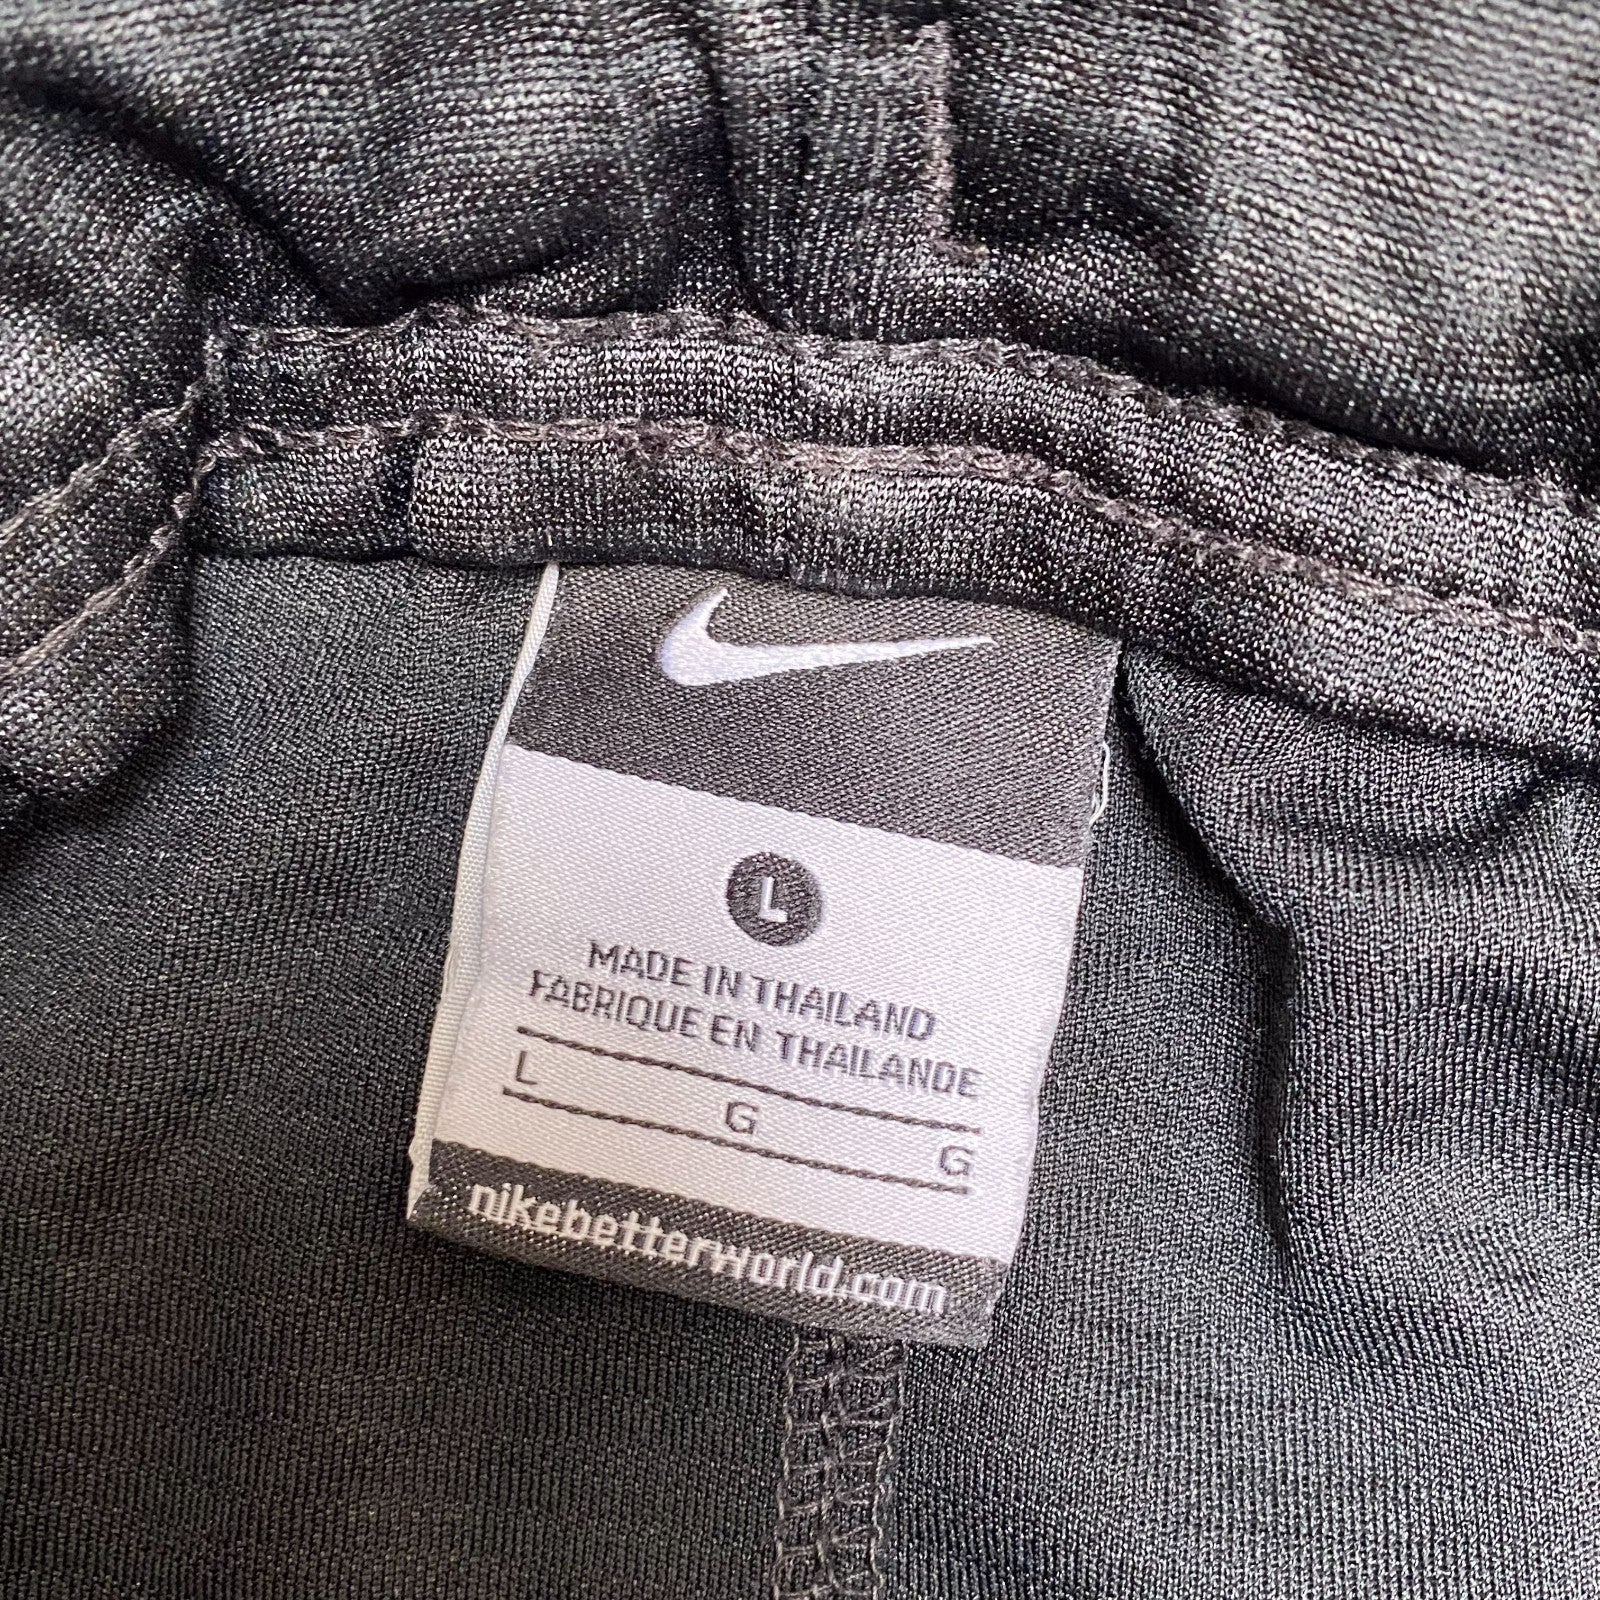 L
MADE IN THAILAND
FABRIQUE EN THAILANDE
L G G
nikebetterworld.com